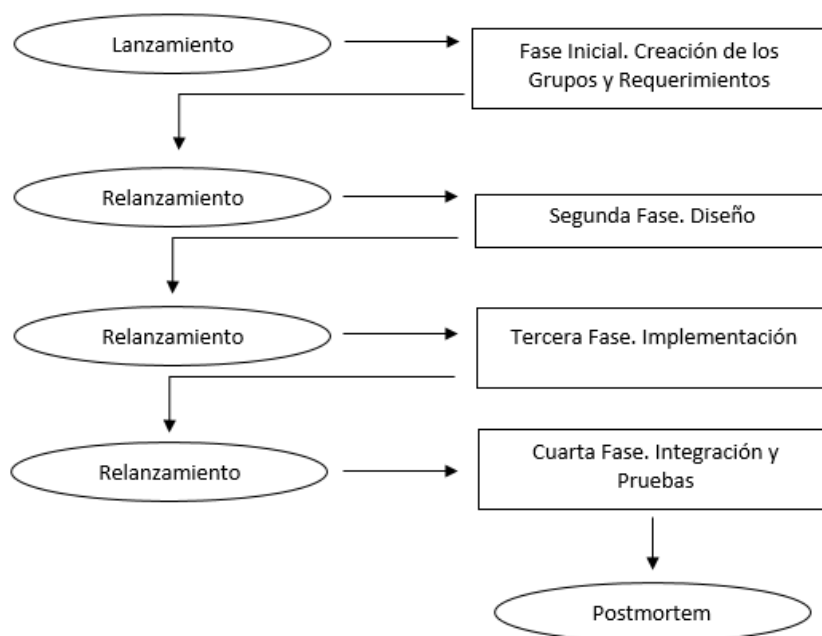 Lanzamiento
Fase Inicial. Creación de los
Grupos y Requerimientos
Relanzamiento
Segunda Fase. Diseño
Relanzamiento
Tercera Fase. Implementación
Relanzamiento
Cuarta Fase. Integración y
Pruebas
Postmortem